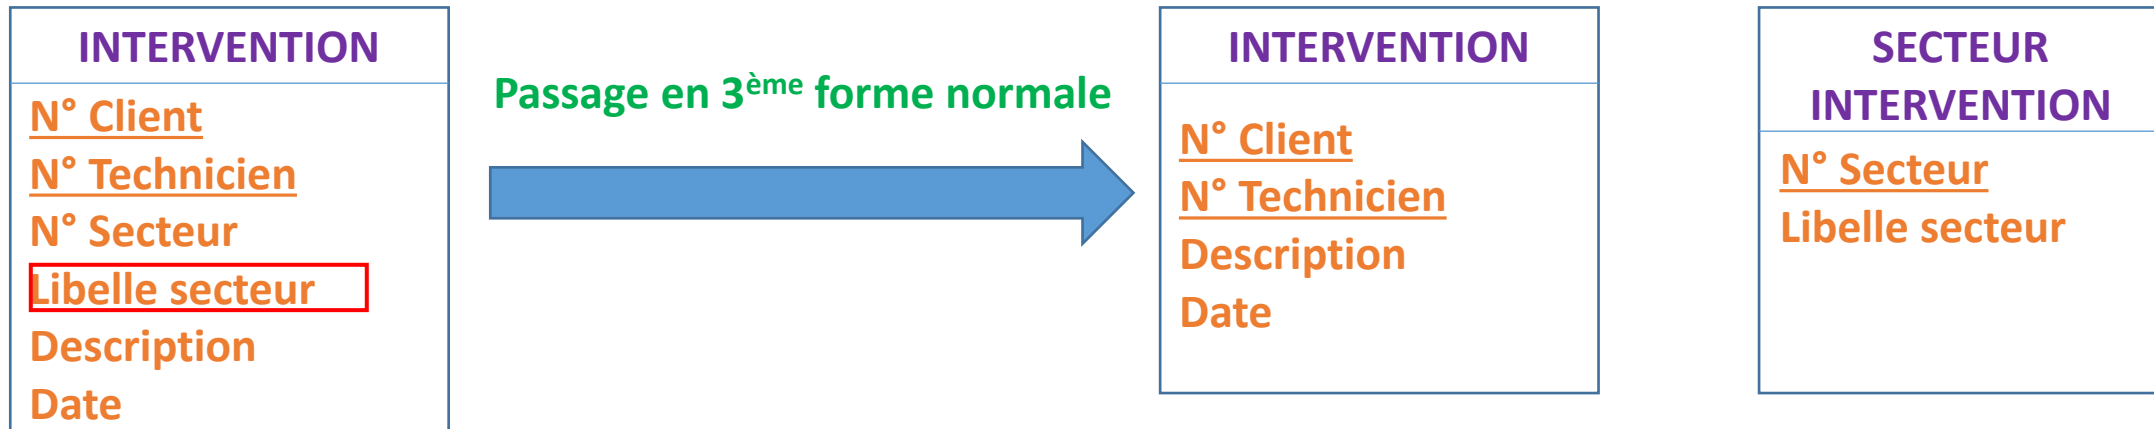 INTERVENTION
N° Client
N° Technicien
N° Secteur
Libelle secteur
Description
Date
Passage en 3ème forme normale
INTERVENTION
N° Client
N° Technicien
Description
Date
SECTEUR
INTERVENTION
N° Secteur
Libelle secteur